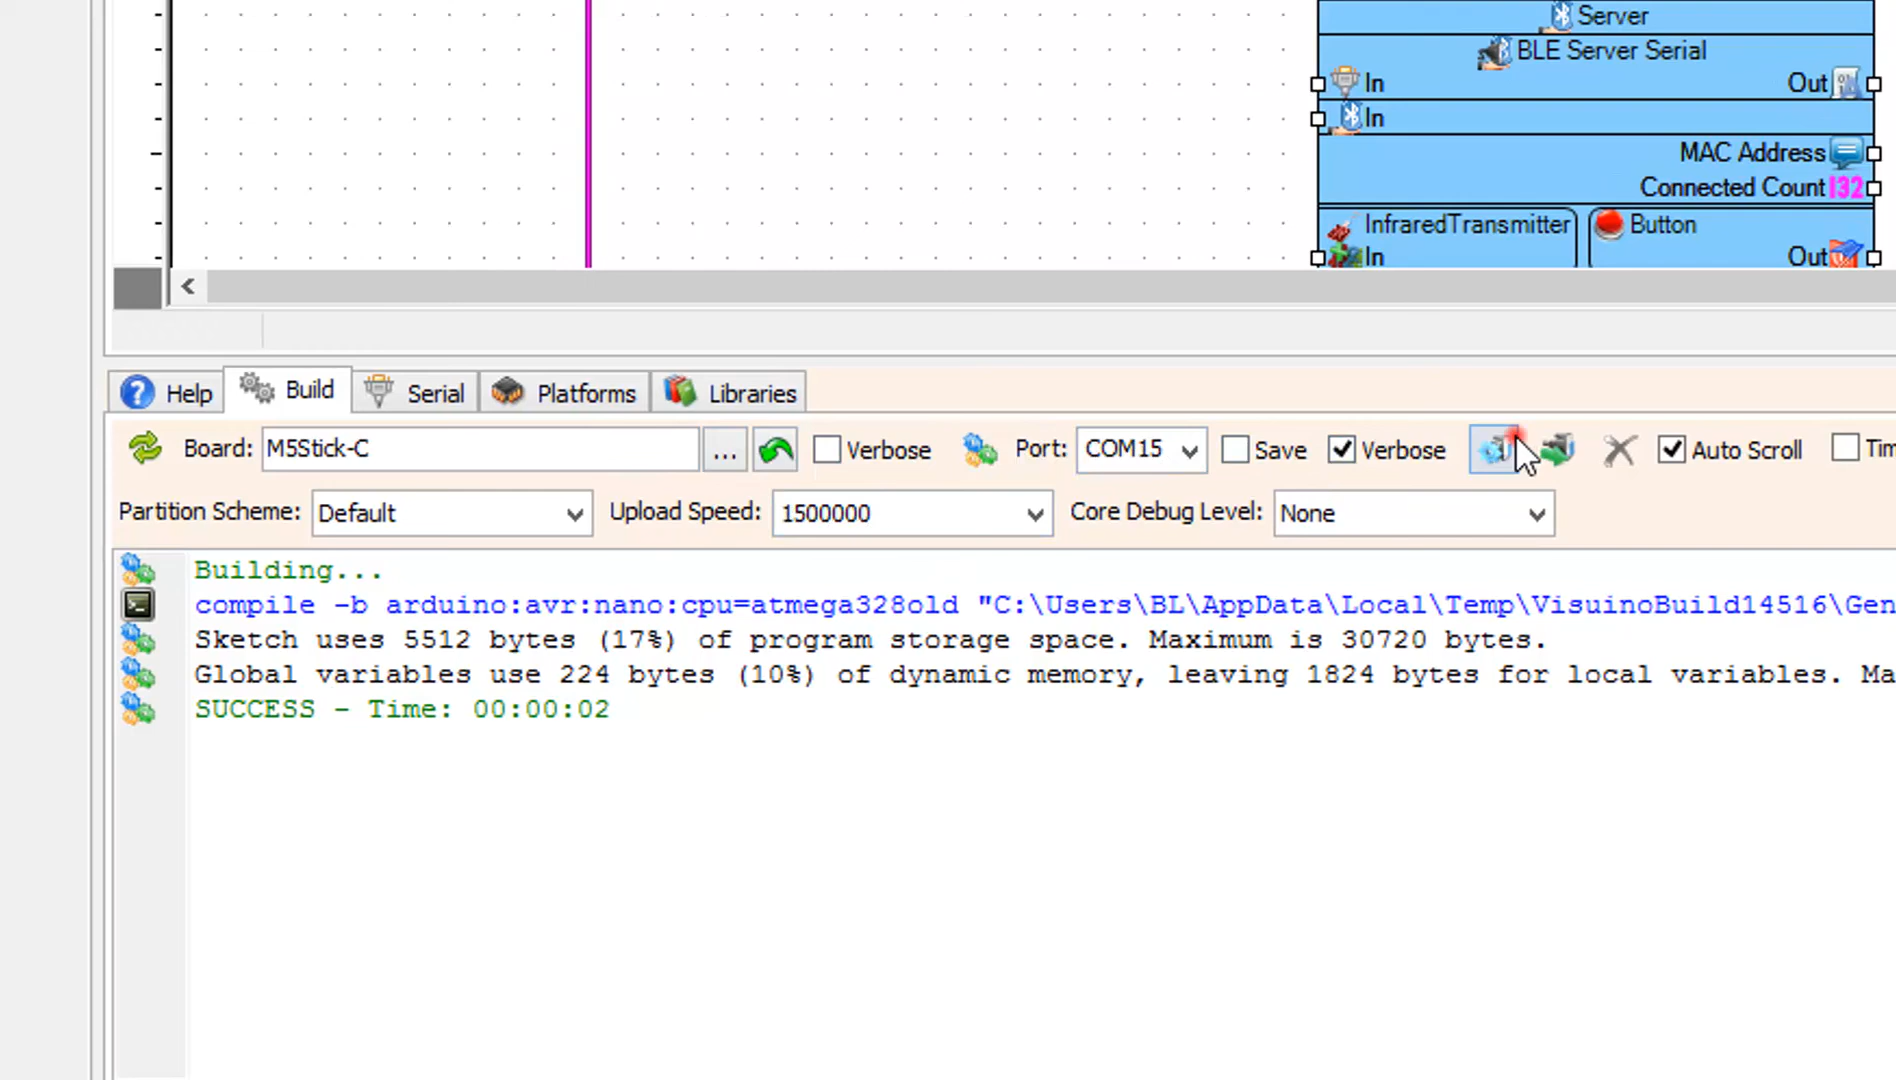 Server
BLE Server Serial
In Out
In
MAC Address
Connected Count I32
InfraredTransmitter Button
In Out
Help Build Serial Platforms Libraries
Board: M5Stick-C ... Verbose Port: COM15 Save Verbose Auto Scroll Tim
Partition Scheme: Default Upload Speed: 1500000 Core Debug Level: None
Building...
compile -b arduino:avr:nano:cpu=atmega328old "C:\Users\BL\AppData\Local\Temp\VisuinoBuild14516\Gen
Sketch uses 5512 bytes (17%) of program storage space. Maximum is 30720 bytes.
Global variables use 224 bytes (10%) of dynamic memory, leaving 1824 bytes for local variables. Ma
SUCCESS - Time: 00:00:02